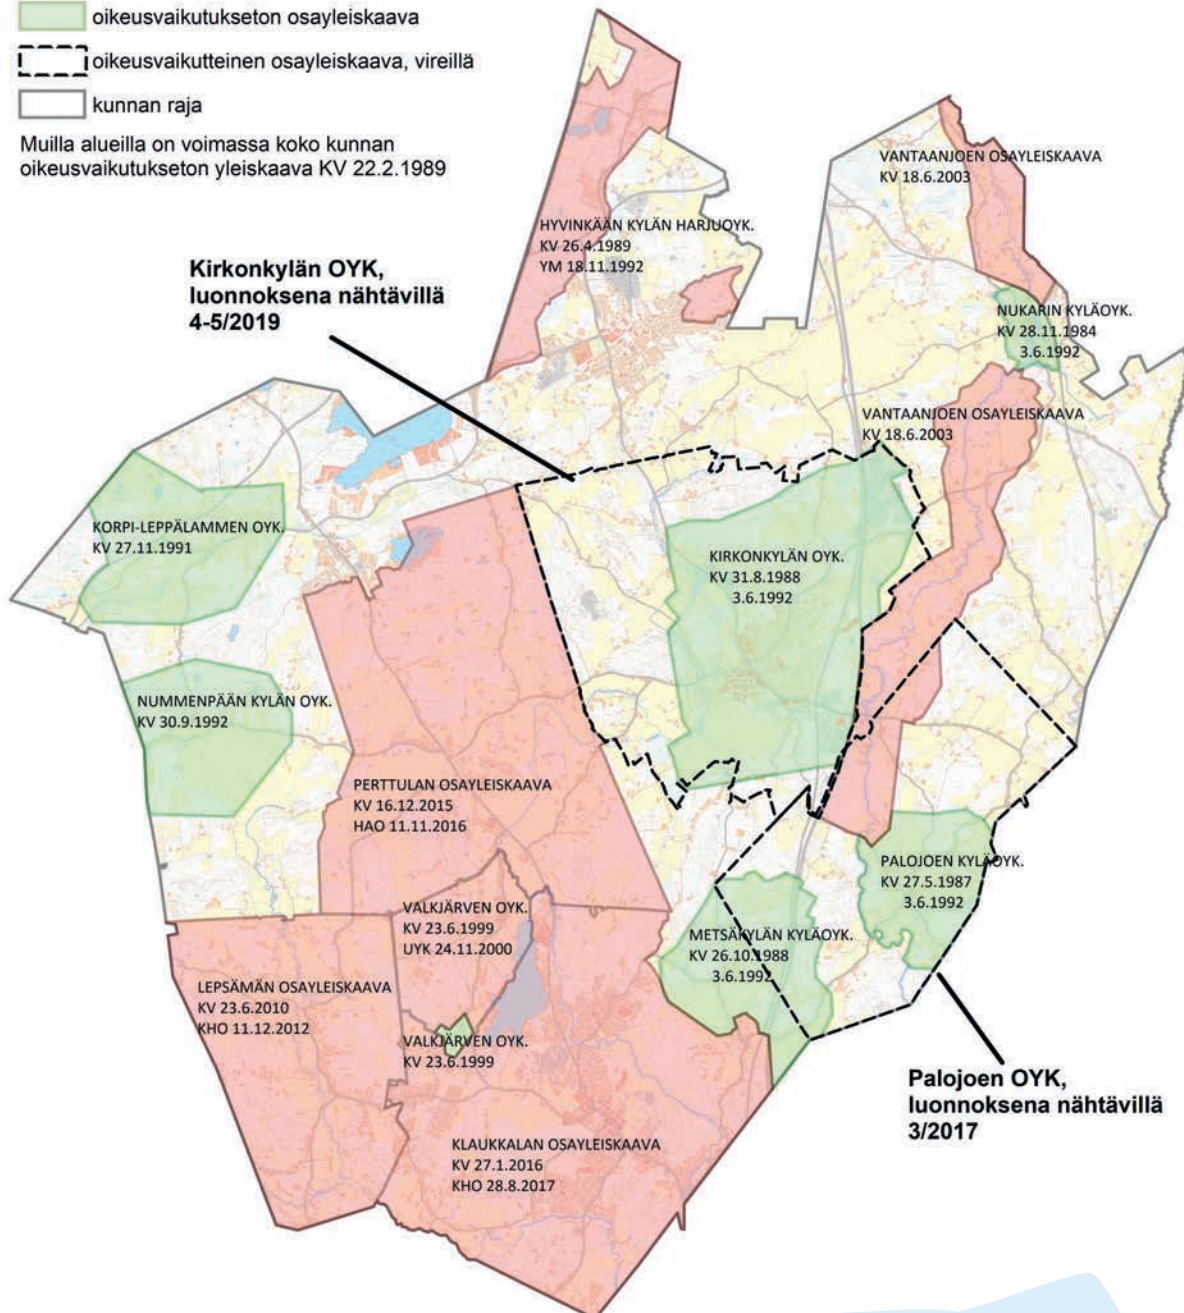 oikeusvaikutukseton osayleiskaava
oikeusvaikutteinen osayleiskaava, vireillä
kunnan raja
Muilla alueilla on voimassa koko kunnan
oikeusvaikutukseton yleiskaava KV 22.2.1989
VANTAANJOEN OSAYLEISKAAVA
KV 18.6.2003
HYVINKÄÄN KYLÄN HARJUOYK.
KV 26.4.1989
YM 18.11.1992
Kirkonkylän OYK,
luonnoksena nähtävillä
4-5/2019
NUKARIN KYLÄOYK.
KV 28.11.1984
3.6.1992
VANTAANJOEN OSAYLEISKAAVA
KV 18.6.2003
KORPI-LEPPÄLAMMEN OYK.
KV 27.11.1991
KIRKONKYLÄN OYK.
KV 31.8.1988
3.6.1992
NUMMENPÄÄN KYLÄN OYK.
KV 30.9.1992
PERTTULAN OSAYLEISKAAVA
KV 16.12.2015
HAO 11.11.2016
PALOJOEN KYLÄOYK.
KV 27.5.1987
3.6.1992
VALKJÄRVEN OYK.
KV 23.6.1999
UYK 24.11.2000
METSÄKYLÄN KYLÄOYK.
KV 26.10.1988
3.6.1992
LEPSÄMÄN OSAYLEISKAAVA
KV 23.6.2010
KHO 11.12.2012
VALKJÄRVEN OYK.
KV 23.6.1999
Palojoen OYK,
luonnoksena nähtävillä
3/2017
KLAUKKALAN OSAYLEISKAAVA
KV 27.1.2016
KHO 28.8.2017